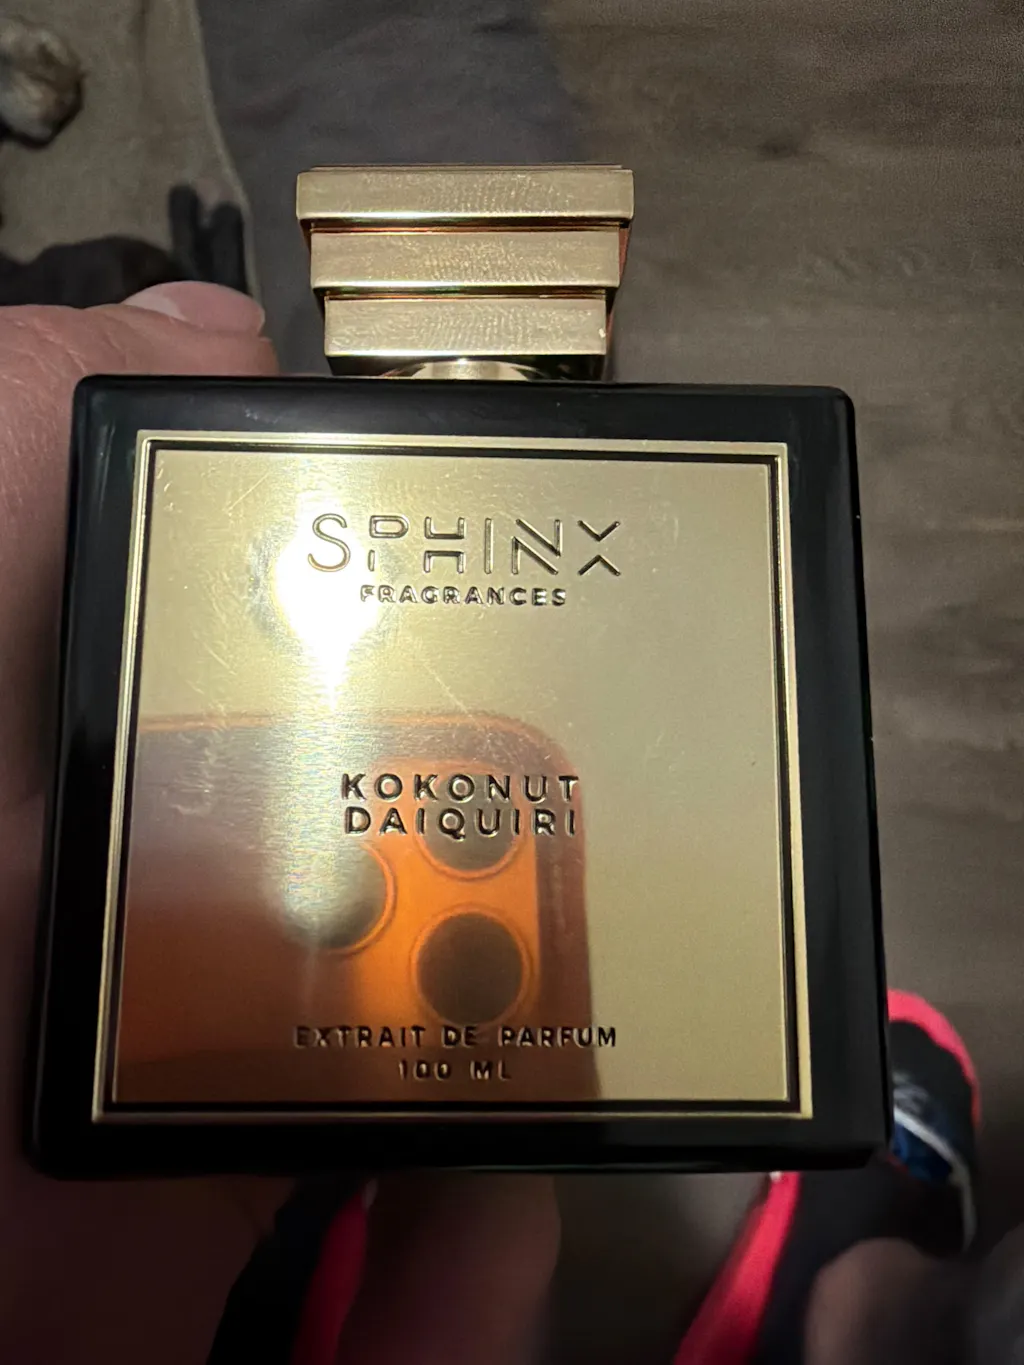 SPHINX
FRAGRANCES
KOKONUT
DAIQUIRI
EXTRAIT DE PARFUM
100 ML